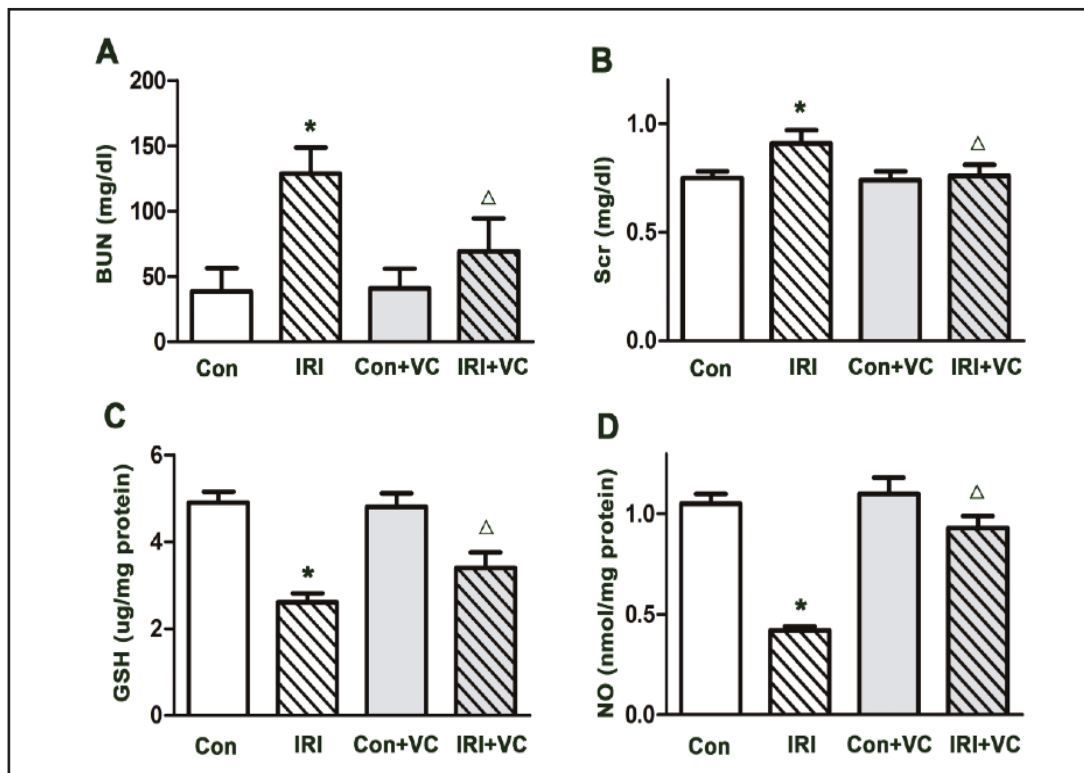 A
BUN (mg/dl)
200
150
100
50
0
*
△
Con IRI Con+VC IRI+VC
B
Scr (mg/dl)
1.0
0.5
0.0
*
△
Con IRI Con+VC IRI+VC
C
GSH (ug/mg protein)
6
4
2
0
*
△
Con IRI Con+VC IRI+VC
D
NO (nmol/mg protein)
1.0
0.5
0.0
*
△
Con IRI Con+VC IRI+VC